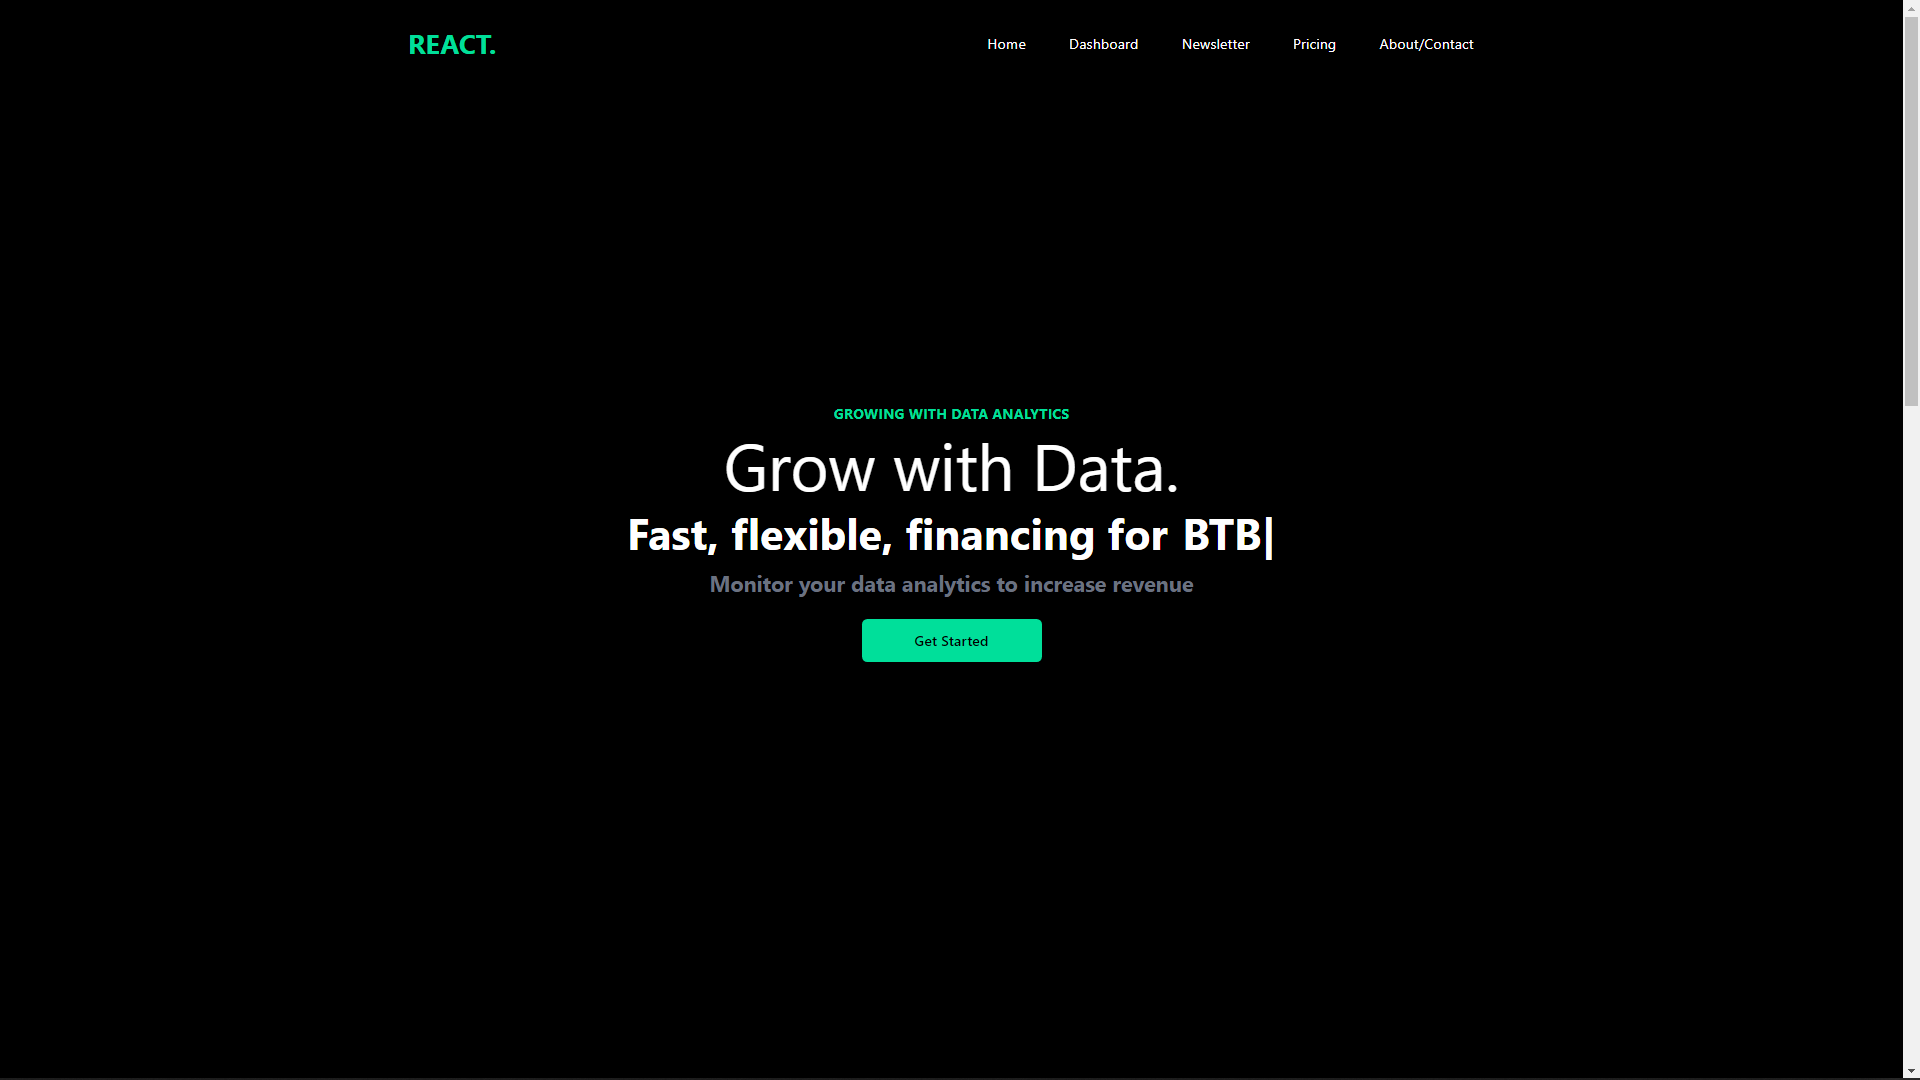 REACT.
Home Dashboard Newsletter Pricing About/Contact
GROWING WITH DATA ANALYTICS
Grow with Data.
Fast, flexible, financing for BTB|
Monitor your data analytics to increase revenue
Get Started